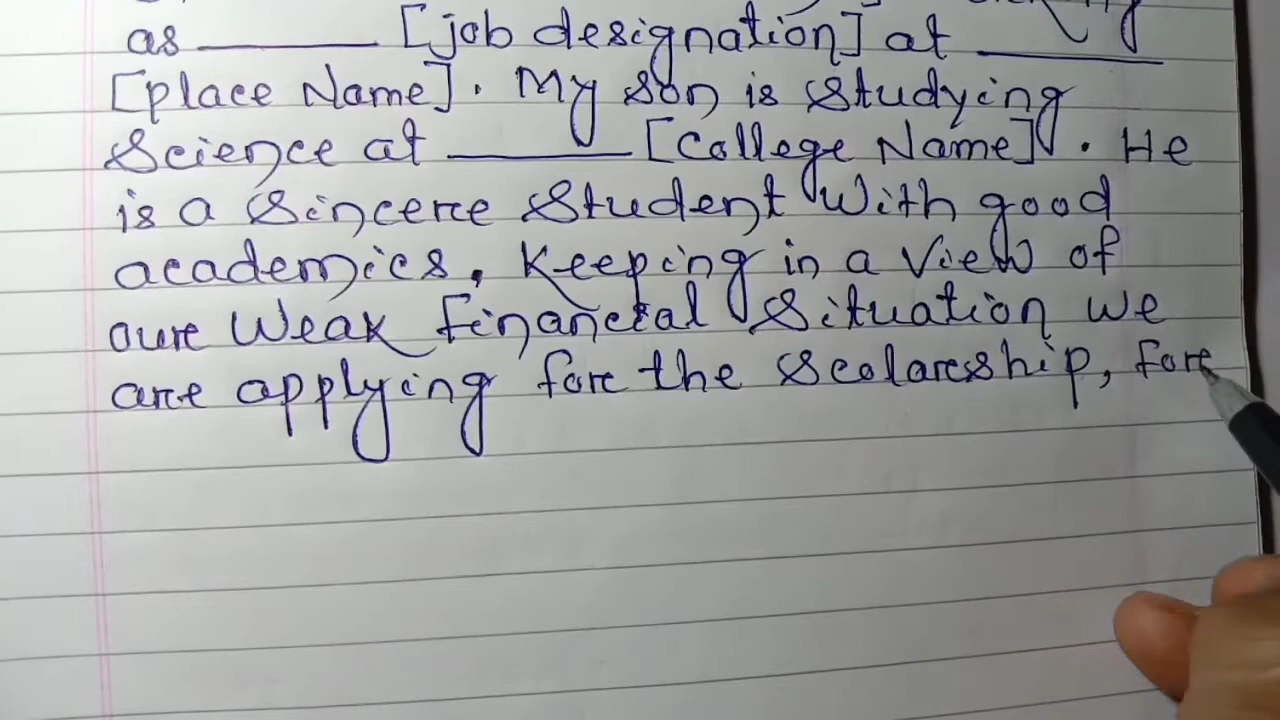 as ______ [job designation] at ______
[place Name]. My son is studying
Science at ______ [College Name]. He
is a Sincere Student with good
academics, Keeping in a View of
our Weak Financial Situation we
are applying for the Scolarship, for